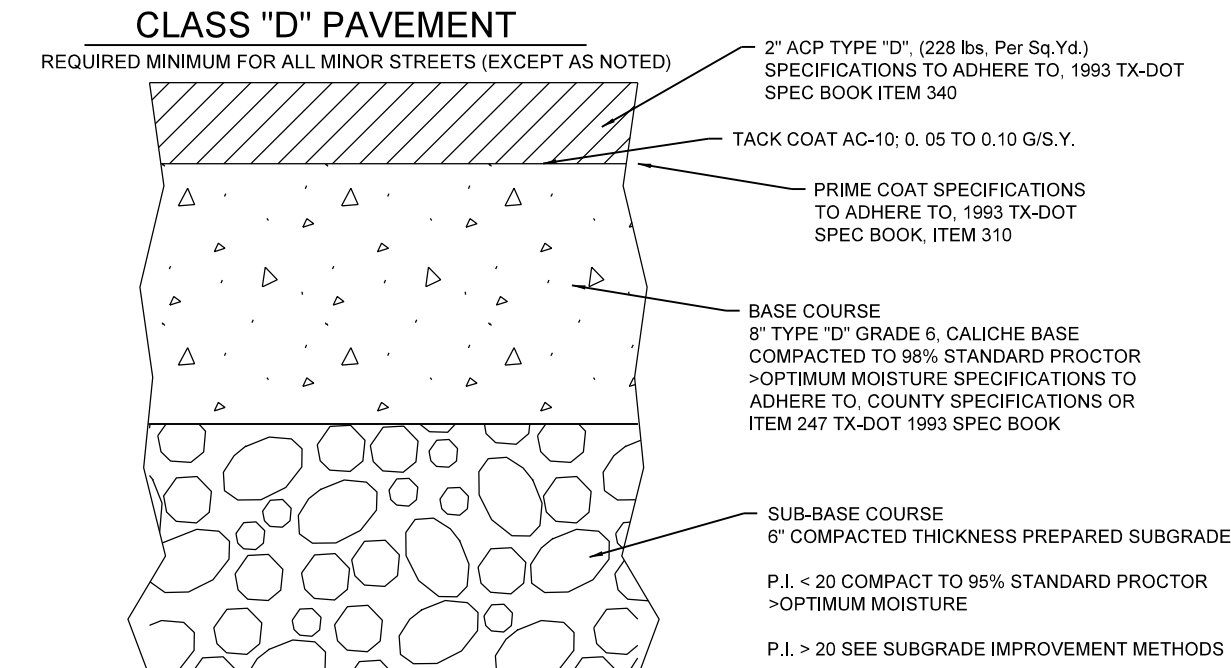 CLASS "D" PAVEMENT
REQUIRED MINIMUM FOR ALL MINOR STREETS (EXCEPT AS NOTED)
2" ACP TYPE "D", (228 lbs, Per Sq.Yd.)
SPECIFICATIONS TO ADHERE TO, 1993 TX-DOT
SPEC BOOK ITEM 340
TACK COAT AC-10; 0. 05 TO 0.10 G/S.Y.
PRIME COAT SPECIFICATIONS
TO ADHERE TO, 1993 TX-DOT
SPEC BOOK, ITEM 310
BASE COURSE
8" TYPE "D" GRADE 6, CALICHE BASE
COMPACTED TO 98% STANDARD PROCTOR
>OPTIMUM MOISTURE SPECIFICATIONS TO
ADHERE TO, COUNTY SPECIFICATIONS OR
ITEM 247 TX-DOT 1993 SPEC BOOK
SUB-BASE COURSE
6" COMPACTED THICKNESS PREPARED SUBGRADE
P.I. < 20 COMPACT TO 95% STANDARD PROCTOR
>OPTIMUM MOISTURE
P.I. > 20 SEE SUBGRADE IMPROVEMENT METHODS